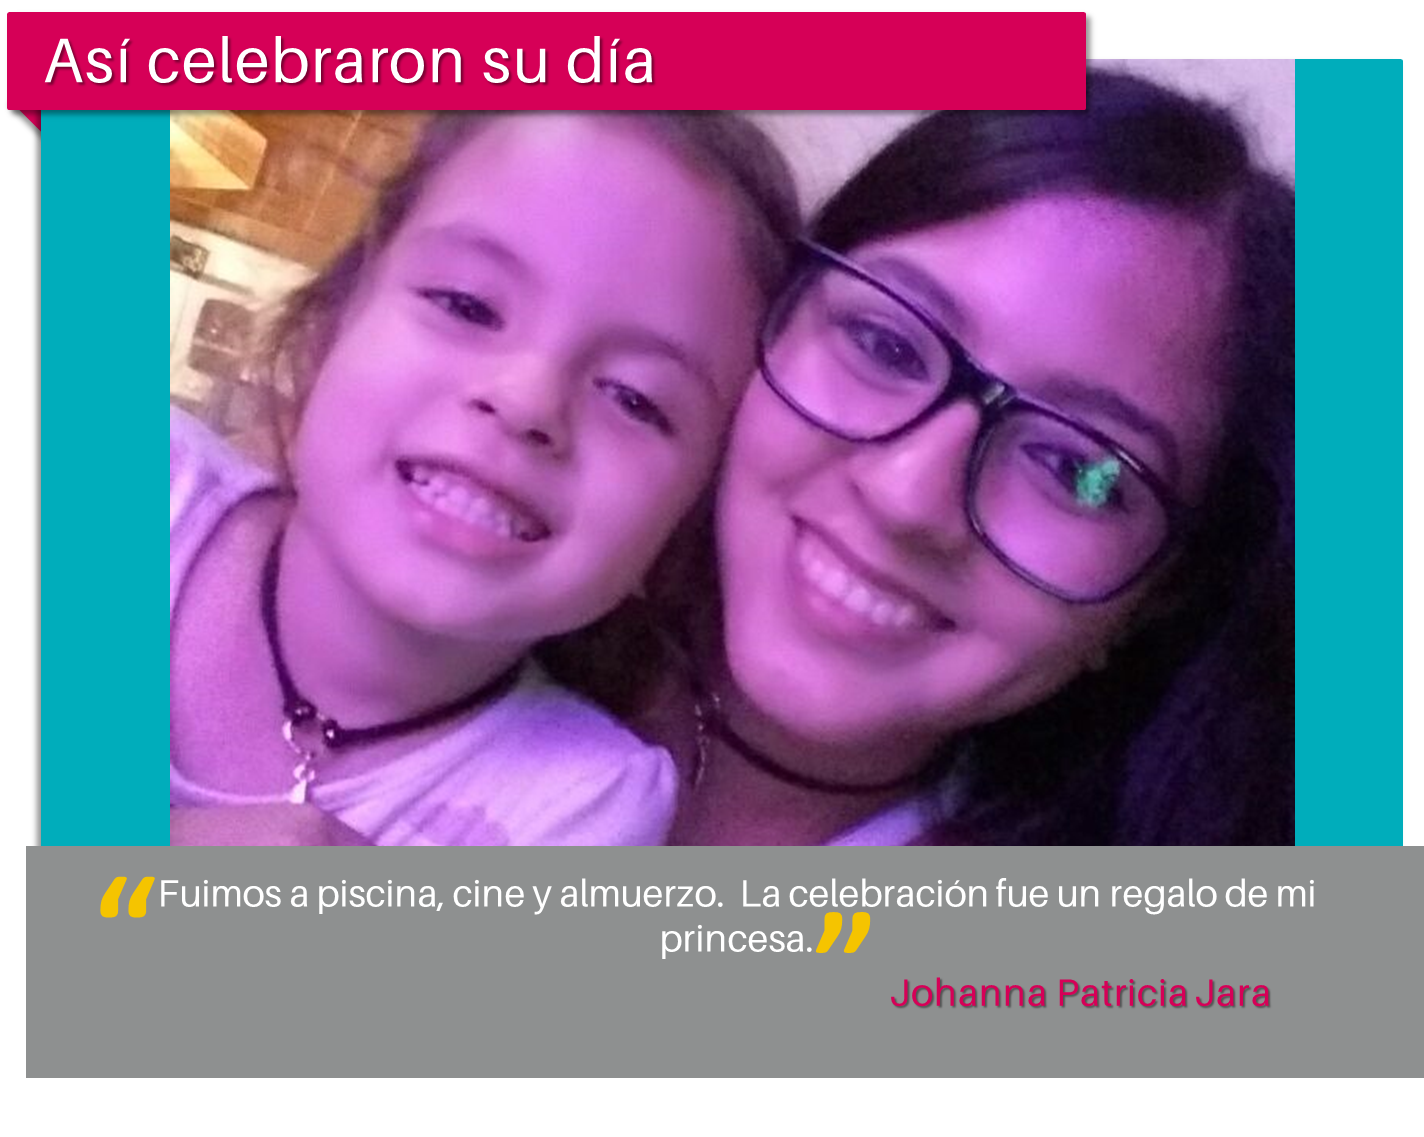 Así celebraron su día
“Fuimos a piscina, cine y almuerzo. La celebración fue un regalo de mi
princesa.”
Johanna Patricia Jara